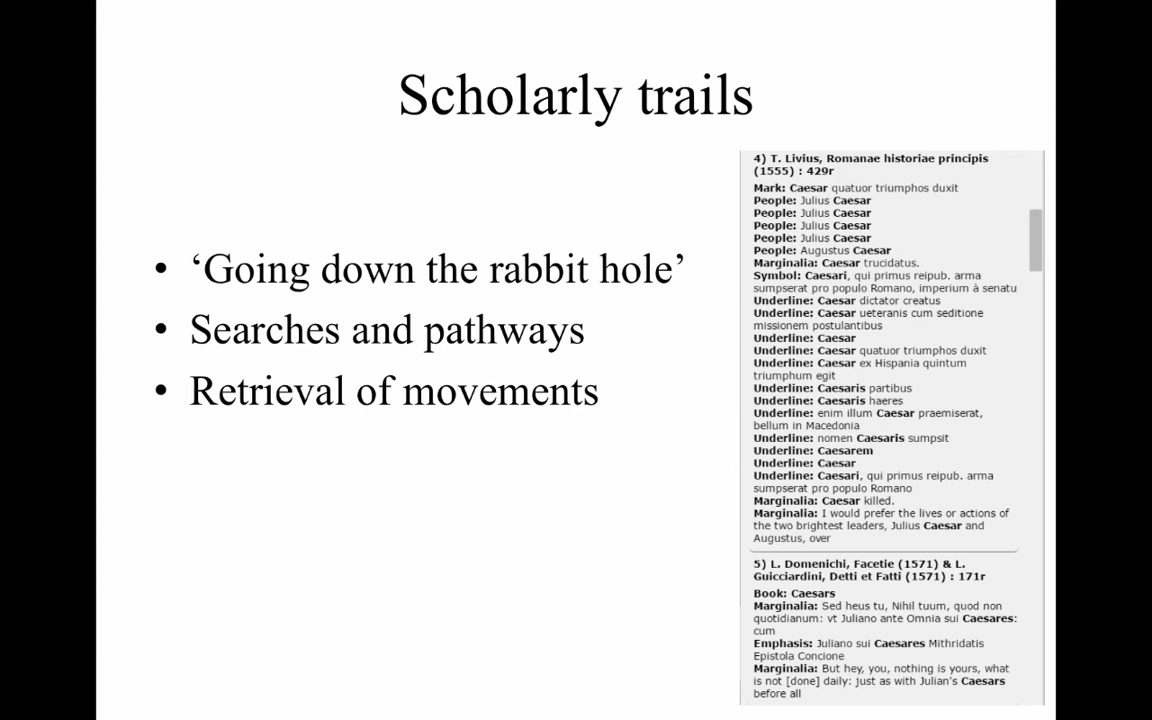 Scholarly trails
• ‘Going down the rabbit hole’
• Searches and pathways
• Retrieval of movements
4) T. Livius, Romanae historiae principis
(1555) : 429r
Mark: Caesar quatuor triumphos duxit
People: Julius Caesar
People: Julius Caesar
People: Julius Caesar
People: Julius Caesar
People: Augustus Caesar
Marginalia: Caesar trucidatus.
Symbol: Caesari, qui primus reipub. arma
sumpserat pro populo Romano, imperium à senatu
Underline: Caesar dictator creatus
Underline: Caesar ueteranis cum seditione
missionem postulantibus
Underline: Caesar
Underline: Caesar quatuor triumphos duxit
Underline: Caesar ex Hispania quintum
triumphum egit
Underline: Caesaris partibus
Underline: Caesaris haeres
Underline: enim illum Caesar praemiserat,
bellum in Macedonia
Underline: nomen Caesaris sumpsit
Underline: Caesarem
Underline: Caesar
Underline: Caesari, qui primus reipub. arma
sumpserat pro populo Romano
Marginalia: Caesar killed.
Marginalia: I would prefer the lives or actions of
the two brightest leaders, Julius Caesar and
Augustus, over
5) L. Domenichi, Facetie (1571) & L.
Guicciardini, Detti et Fatti (1571) : 171r
Book: Caesars
Marginalia: Sed heus tu, Nihil tuum, quod non
quotidianum: vt Juliano ante Omnia sui Caesares:
cum
Emphasis: Juliano sui Caesares Mithridatis
Epistola Concione
Marginalia: But hey, you, nothing is yours, what
is not [done] daily: just as with Julian's Caesars
before all